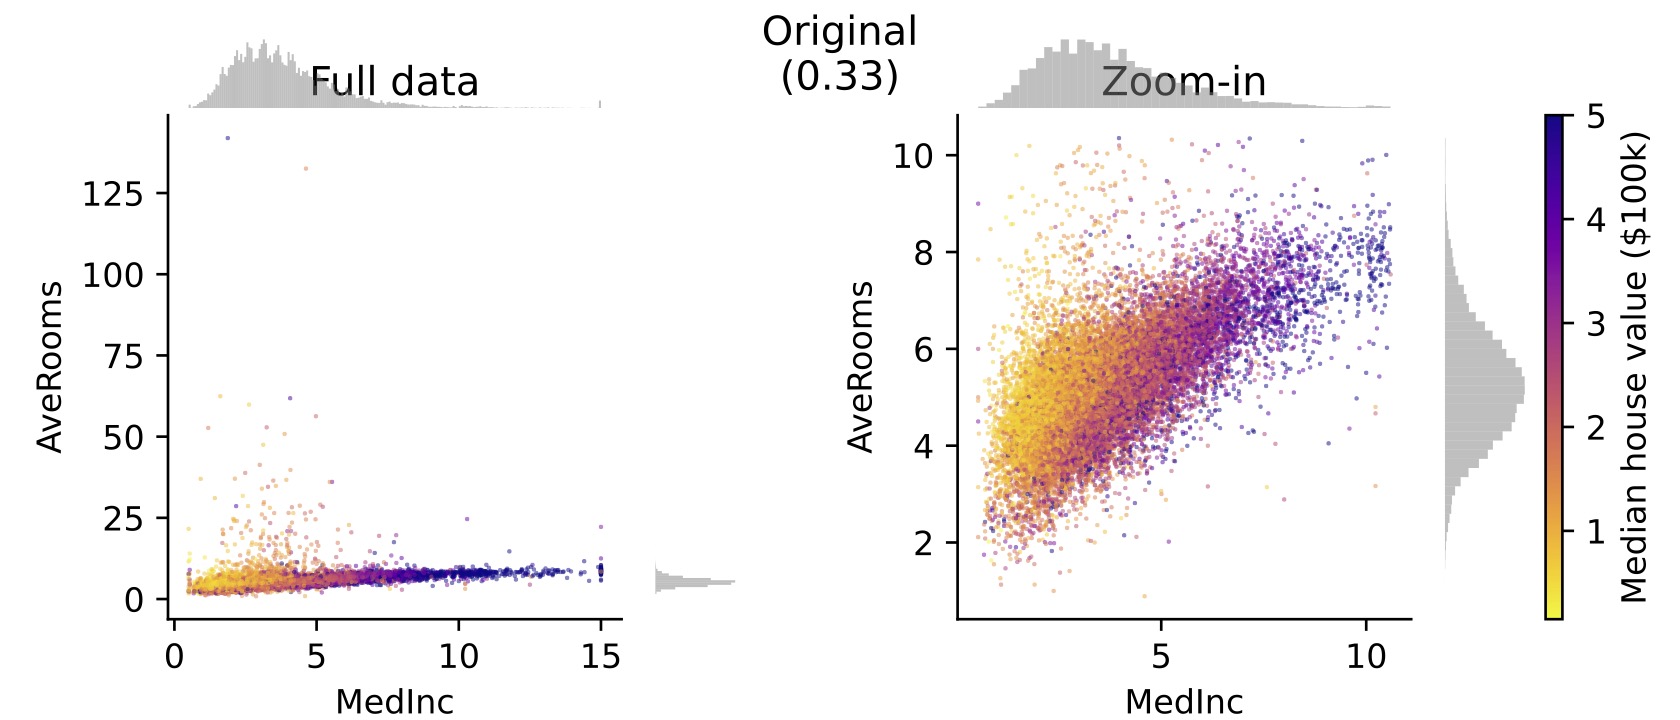 Original
(0.33)
Full data
Zoom-in
125
100
75
50
25
0
AveRooms
0 5 10 15
MedInc
10
8
6
4
2
AveRooms
5 10
MedInc
5
4
3
2
1
Median house value ($100k)